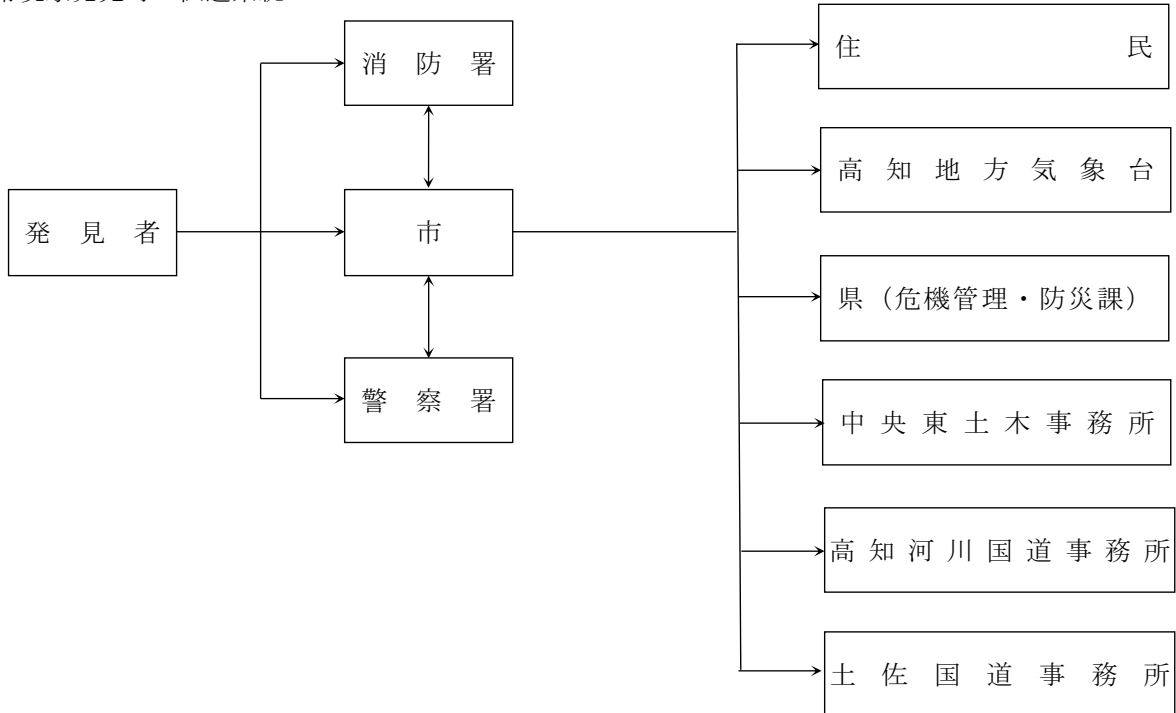 消防署
住民
高知地方気象台
発見者
市
県（危機管理・防災課）
警察署
中央東土木事務所
高知河川国道事務所
土佐国道事務所